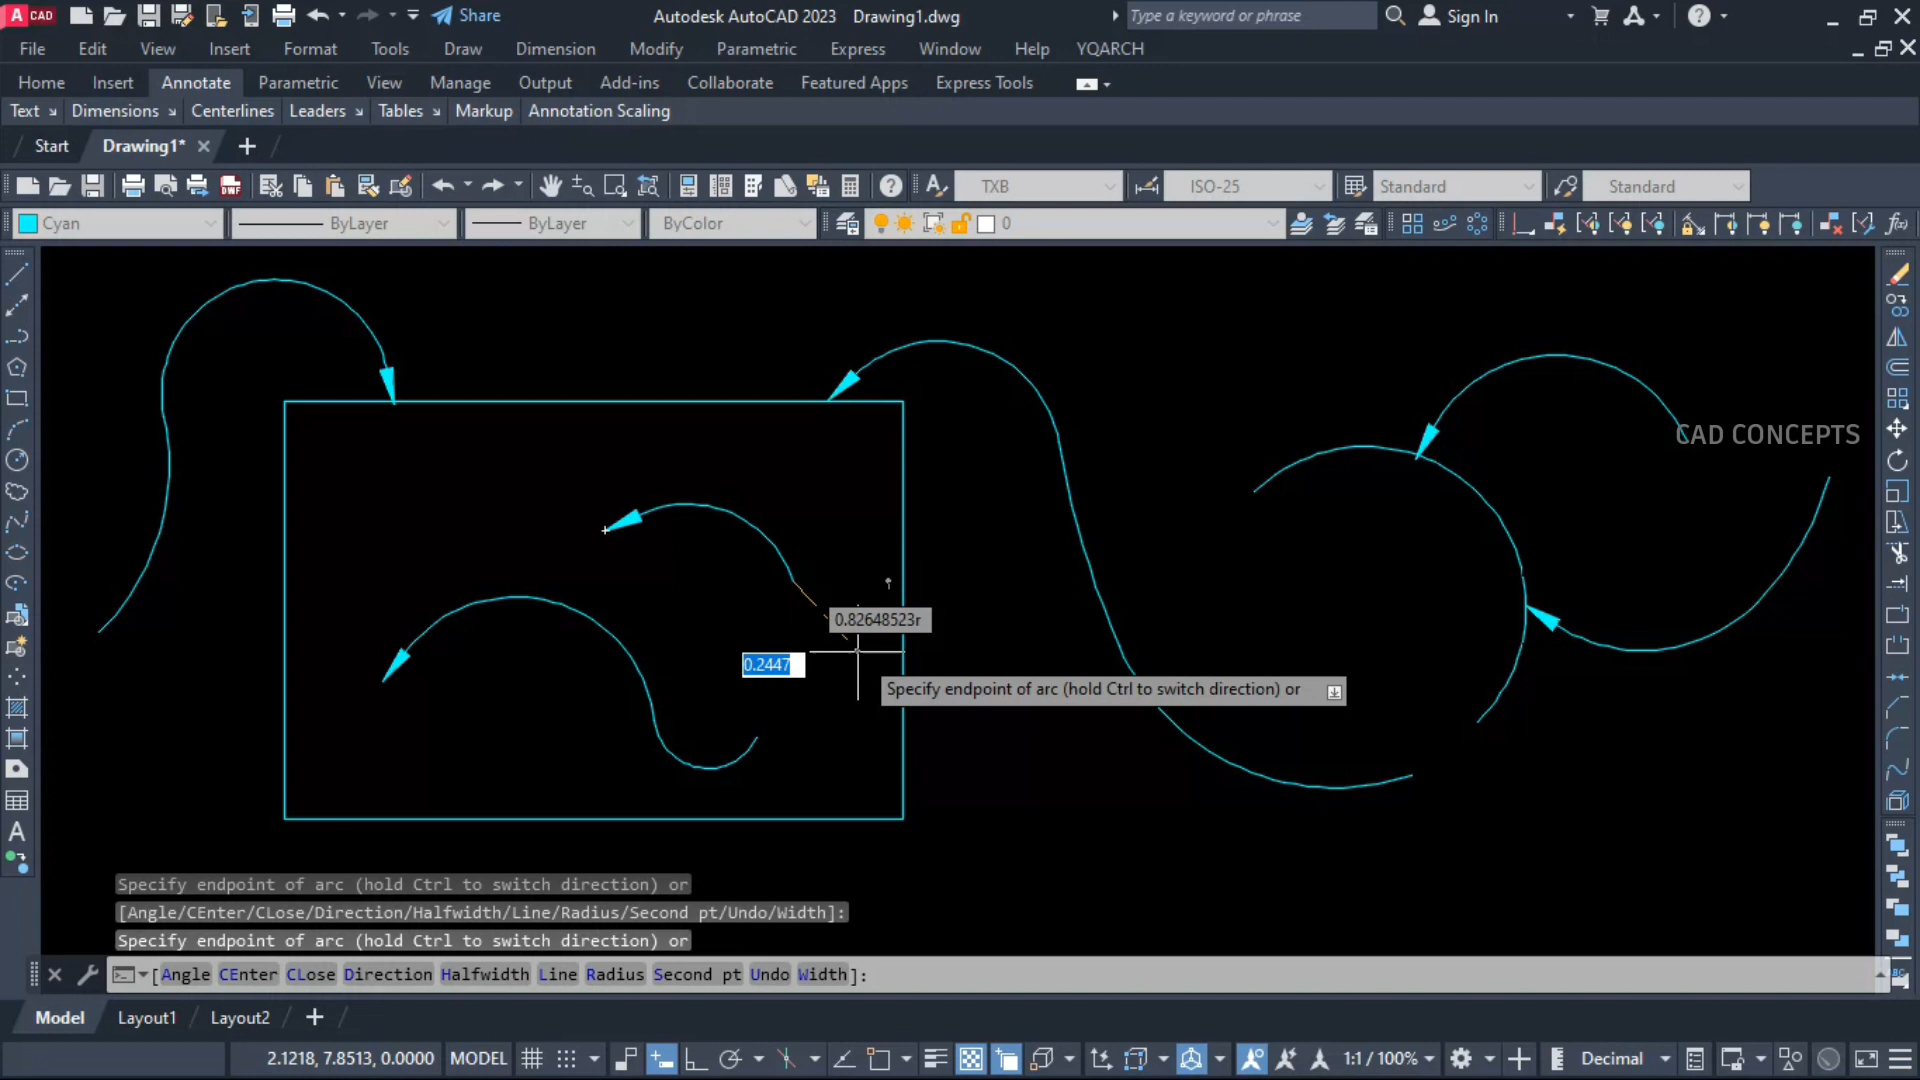 A CAD Share Autodesk AutoCAD 2023 Drawing1.dwg Type a keyword or phrase Sign In
File Edit View Insert Format Tools Draw Dimension Modify Parametric Express Window Help YQARCH
Home Insert Annotate Parametric View Manage Output Add-ins Collaborate Featured Apps Express Tools
Text Dimensions Centerlines Leaders Tables Markup Annotation Scaling
Start Drawing1*
DWF TXB ISO-25 Standard Standard
Cyan ByLayer ByLayer ByColor 0
CAD CONCEPTS
0.82648523r
0.2447
Specify endpoint of arc (hold Ctrl to switch direction) or
Specify endpoint of arc (hold Ctrl to switch direction) or
[Angle/CEnter/CLose/Direction/Halfwidth/Line/Radius/Second pt/Undo/Width]:
Specify endpoint of arc (hold Ctrl to switch direction) or
[Angle CEnter CLose Direction Halfwidth Line Radius Second pt Undo Width]:
Model Layout1 Layout2
2.1218, 7.8513, 0.0000 MODEL 1:1 / 100% Decimal